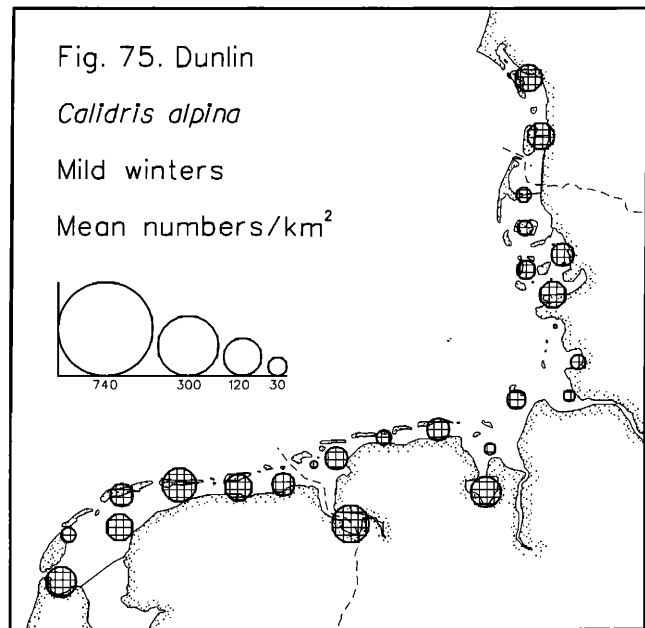 Fig. 75. Dunlin
Calidris alpina
Mild winters
Mean numbers/km²
740 300 120 30